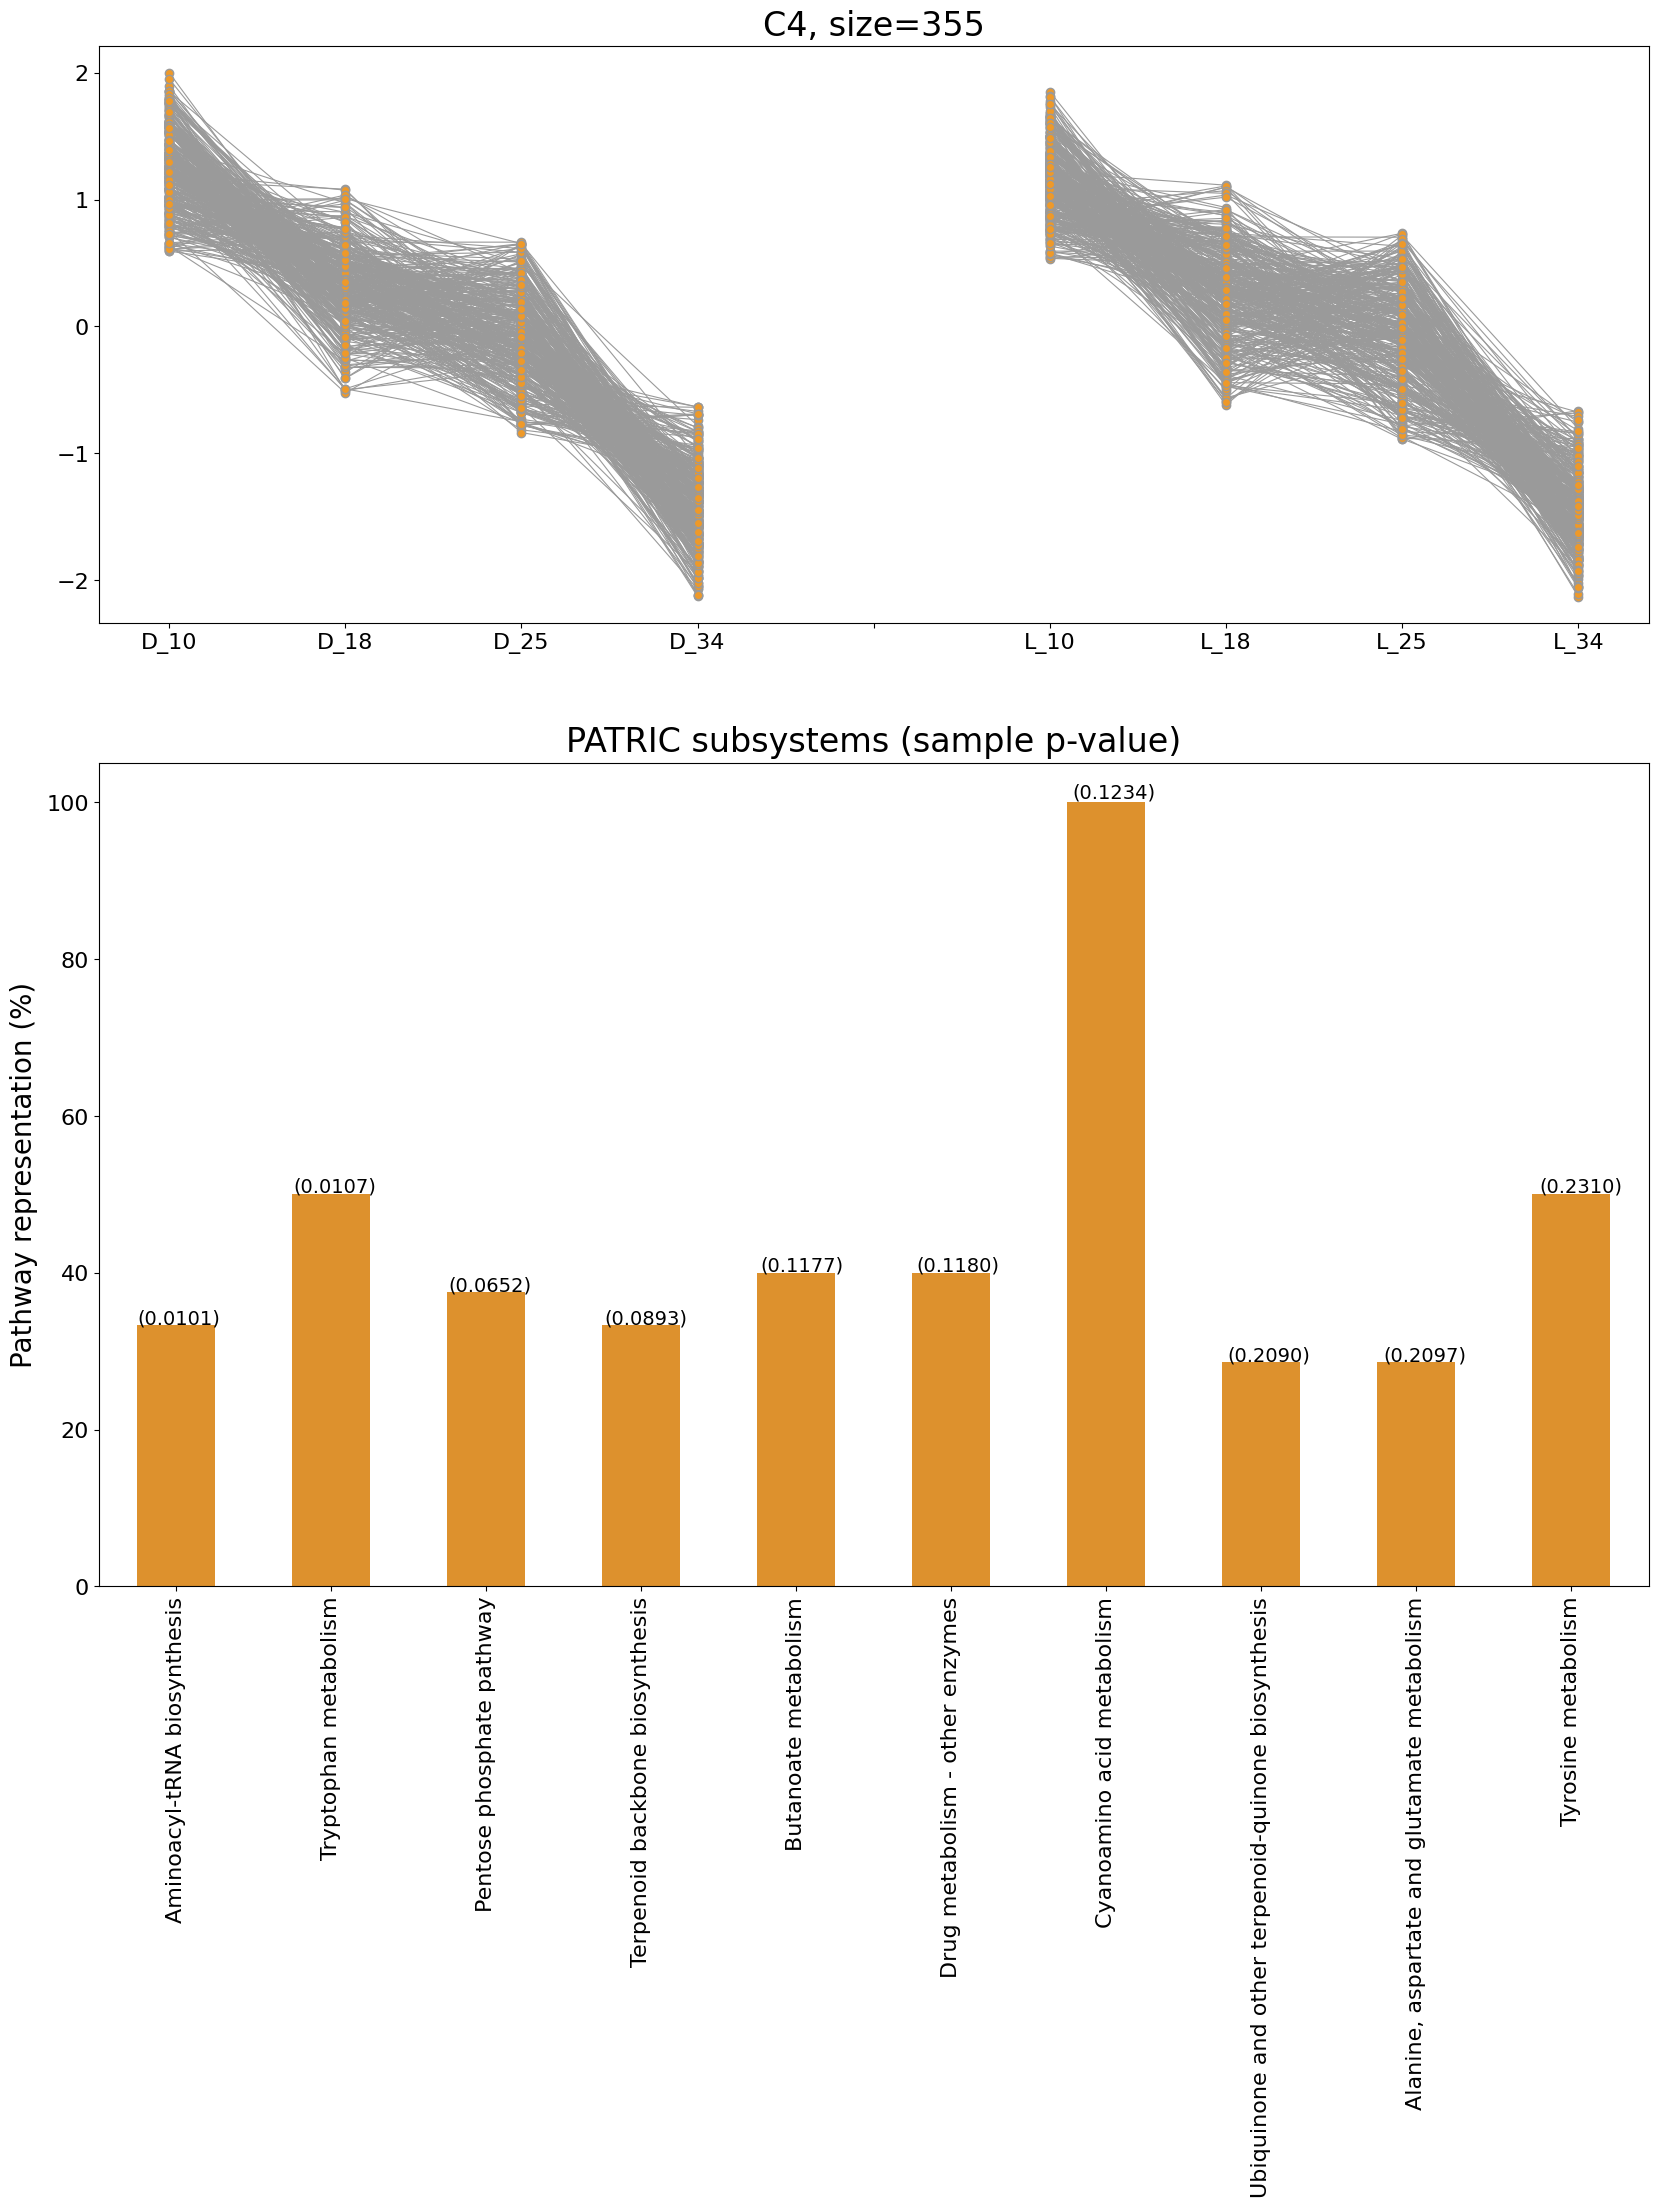 C4, size=355
2
1
0
−1
−2
D_10 D_18 D_25 D_34 L_10 L_18 L_25 L_34
PATRIC subsystems (sample p-value)
Pathway representation (%)
100
80
60
40
20
0
(0.0101)
(0.0107)
(0.0652)
(0.0893)
(0.1177)
(0.1180)
(0.1234)
(0.2090)
(0.2097)
(0.2310)
Aminoacyl-tRNA biosynthesis
Tryptophan metabolism
Pentose phosphate pathway
Terpenoid backbone biosynthesis
Butanoate metabolism
Drug metabolism - other enzymes
Cyanoamino acid metabolism
Ubiquinone and other terpenoid-quinone biosynthesis
Alanine, aspartate and glutamate metabolism
Tyrosine metabolism